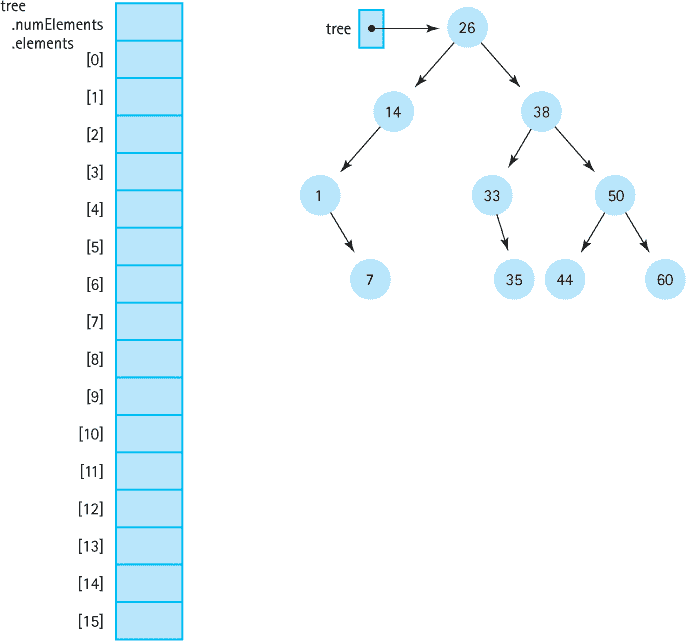 tree
.numElements
.elements
[0]
[1]
[2]
[3]
[4]
[5]
[6]
[7]
[8]
[9]
[10]
[11]
[12]
[13]
[14]
[15]
tree 26
14 38
1 33 50
7 35 44 60